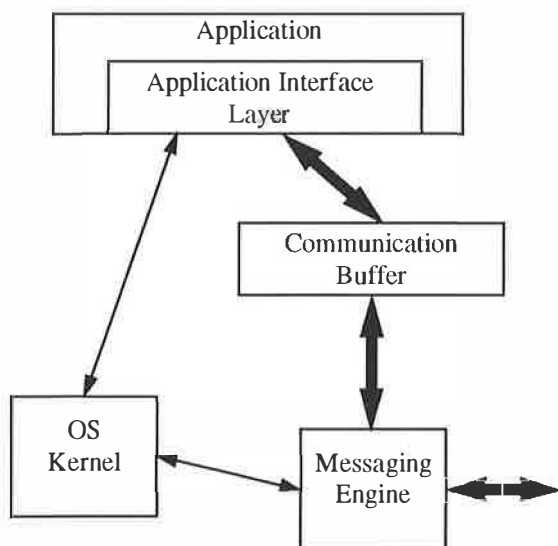 Application
Application Interface
Layer
Communication
Buffer
OS
Kernel
Messaging
Engine